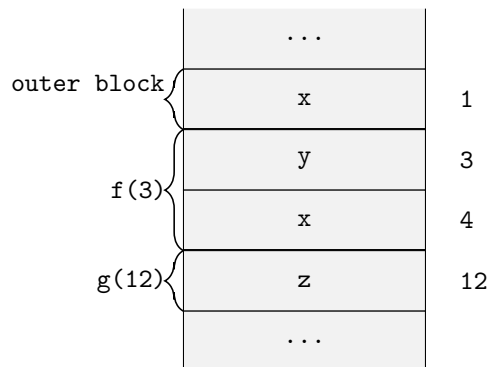 ...
outer block
x 1
y 3
f(3)
x 4
g(12) z 12
...